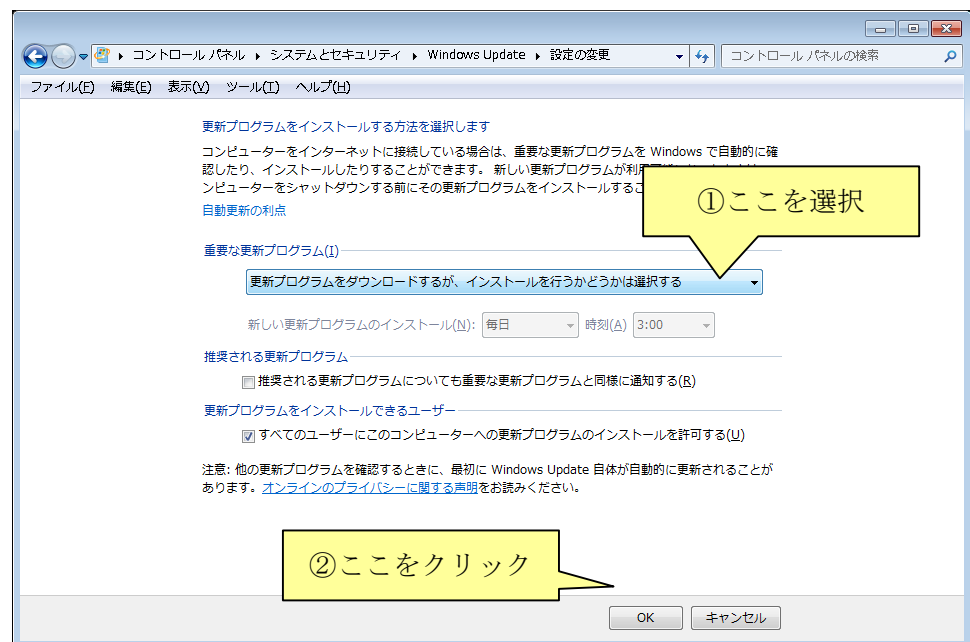 コントロール パネル ▸ システムとセキュリティ ▸ Windows Update ▸ 設定の変更
コントロール パネルの検索
ファイル(F) 編集(E) 表示(V) ツール(T) ヘルプ(H)
更新プログラムをインストールする方法を選択します
コンピューターをインターネットに接続している場合は、重要な更新プログラムを Windows で自動的に確
認したり、インストールしたりすることができます。 新しい更新プログラムが利
ンピューターをシャットダウンする前にその更新プログラムをインストールするこ
①ここを選択
自動更新の利点
重要な更新プログラム(I)
更新プログラムをダウンロードするが、インストールを行うかどうかは選択する
新しい更新プログラムのインストール(N): 毎日 時刻(A) 3:00
推奨される更新プログラム
推奨される更新プログラムについても重要な更新プログラムと同様に通知する(R)
更新プログラムをインストールできるユーザー
すべてのユーザーにこのコンピューターへの更新プログラムのインストールを許可する(U)
注意: 他の更新プログラムを確認するときに、最初に Windows Update 自体が自動的に更新されることが
あります。オンラインのプライバシーに関する声明をお読みください。
②ここをクリック
OK キャンセル